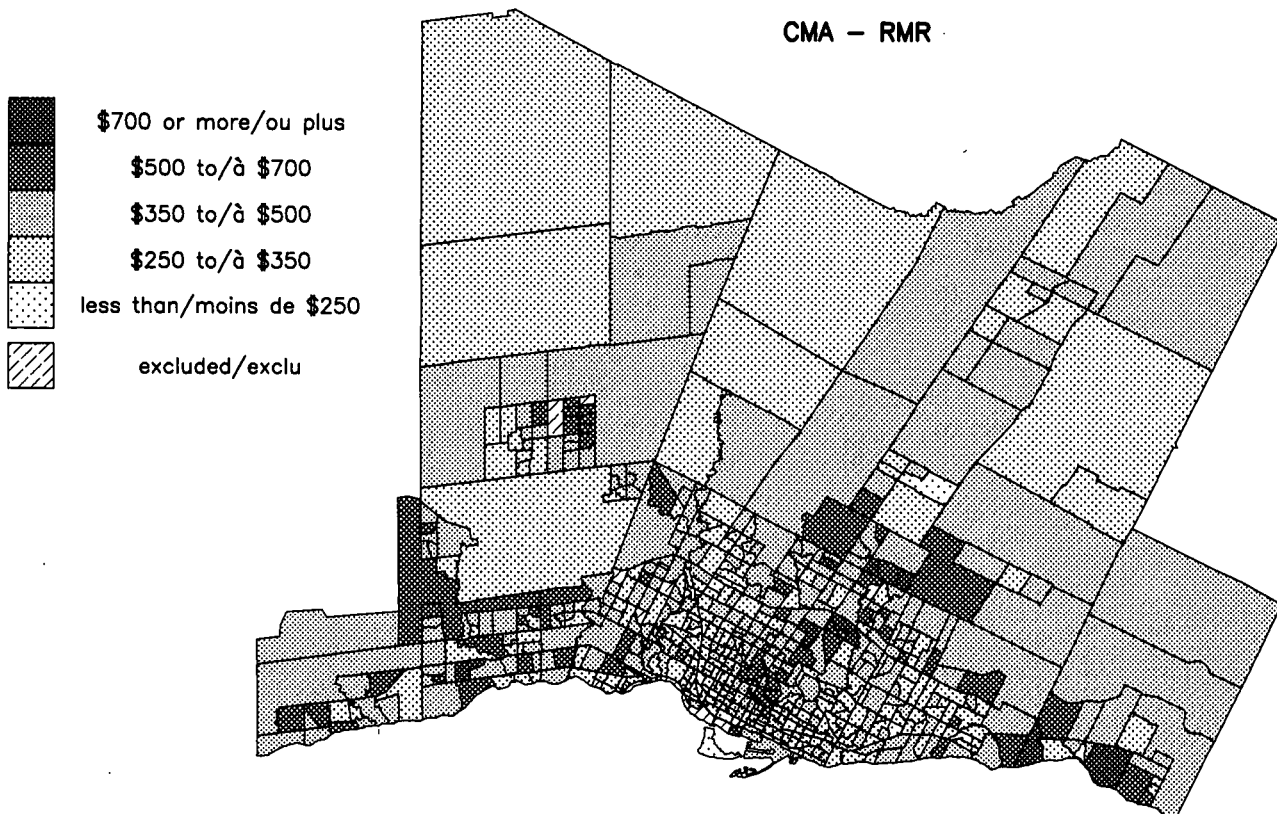 CMA – RMR
$700 or more/ou plus
$500 to/à $700
$350 to/à $500
$250 to/à $350
less than/moins de $250
excluded/exclu